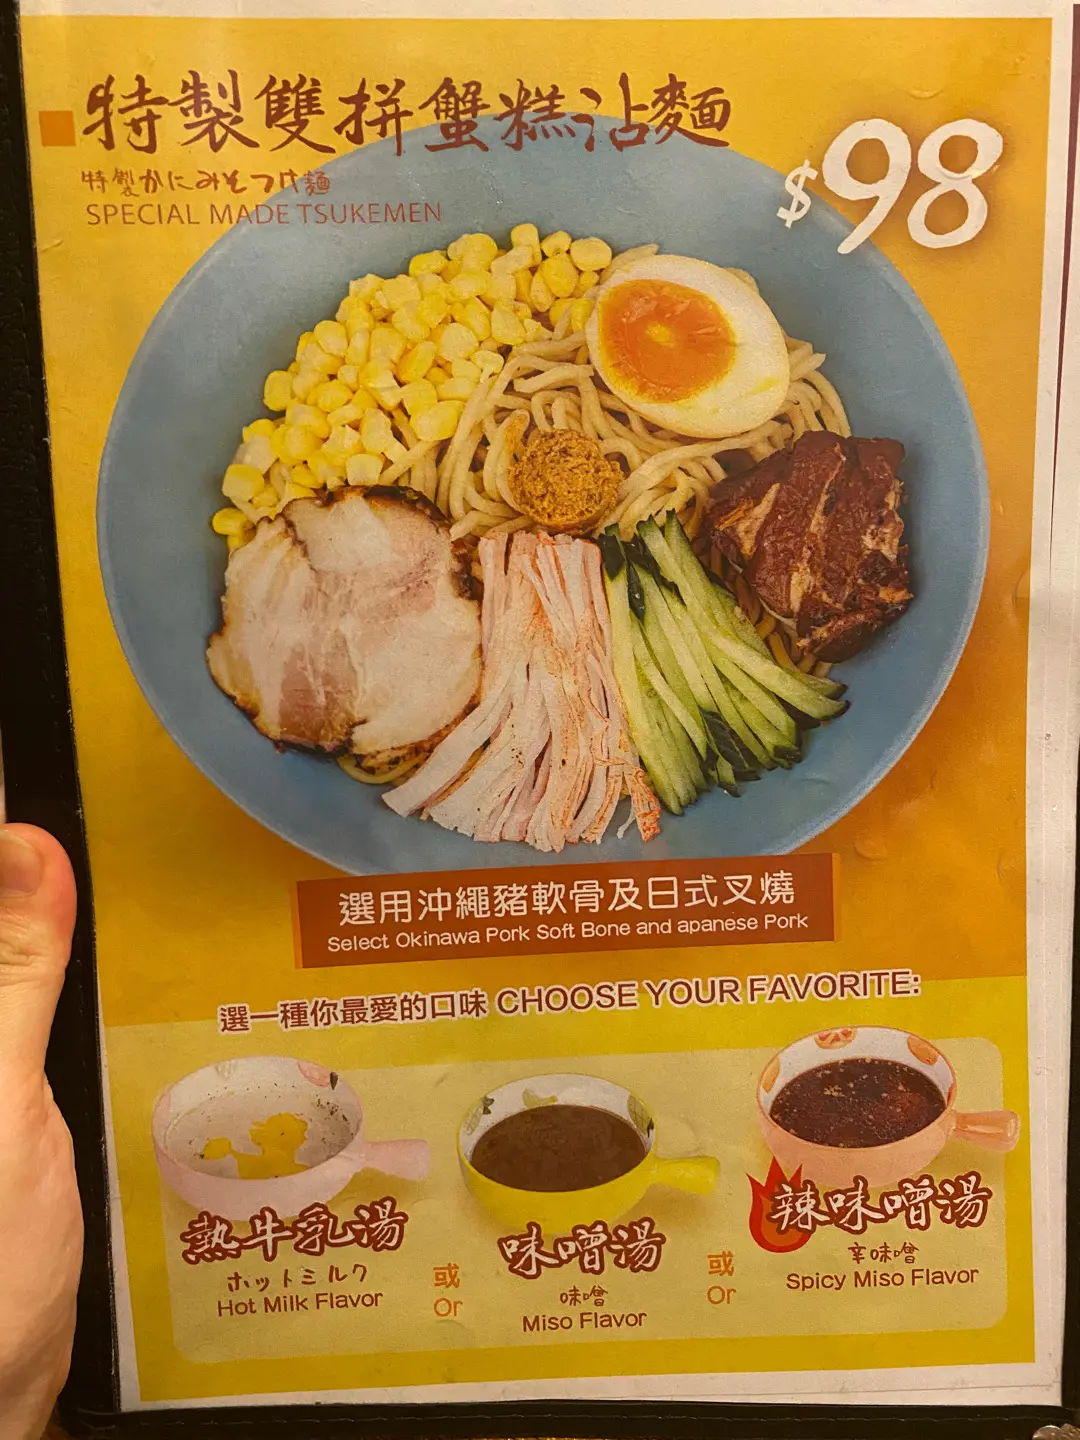 特製雙拼蟹糕沾麵
$98
特製かにみそつけ麺
SPECIAL MADE TSUKEMEN
選用沖繩豬軟骨及日式叉燒
Select Okinawa Pork Soft Bone and apanese Pork
選一種你最愛的口味 CHOOSE YOUR FAVORITE:
熱牛乳湯
ホットミルク
Hot Milk Flavor
或
Or
味噌湯
味噌
Miso Flavor
或
Or
辣味噌湯
辛味噌
Spicy Miso Flavor